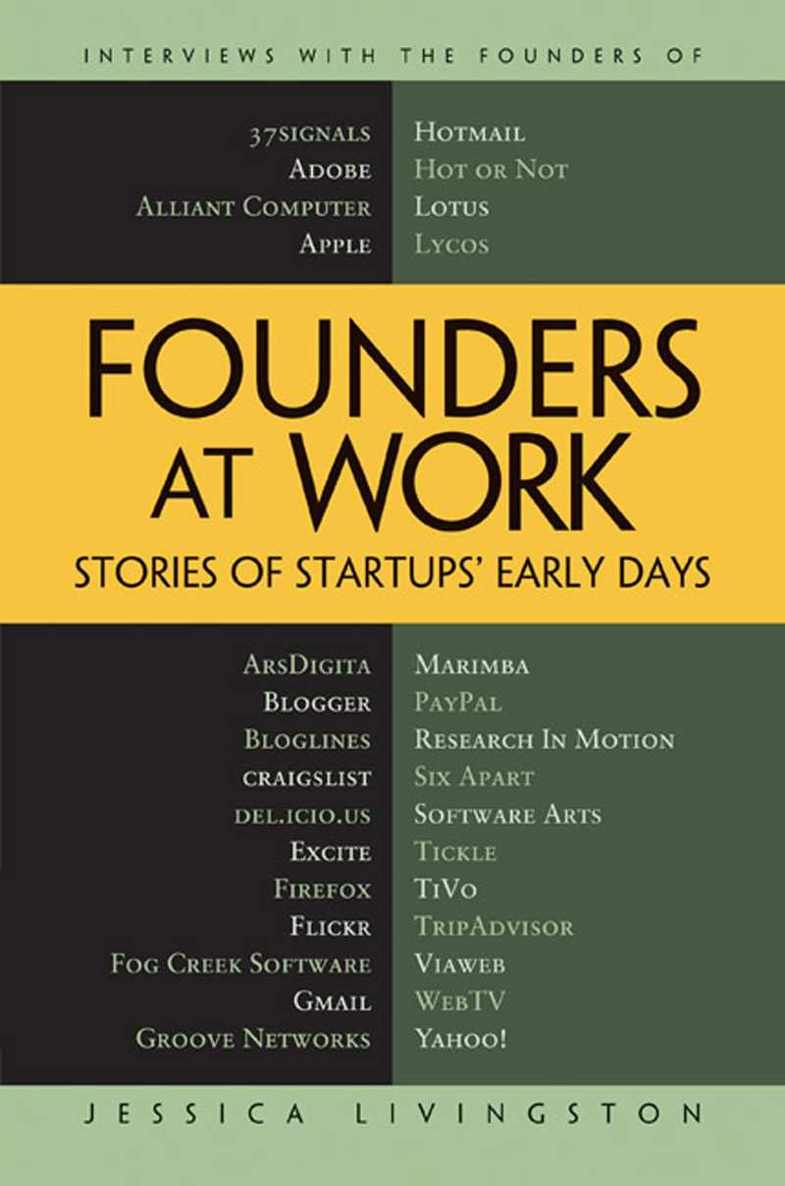 INTERVIEWS WITH THE FOUNDERS OF
37SIGNALS
ADOBE
ALLIANT COMPUTER
APPLE
HOTMAIL
HOT OR NOT
LOTUS
LYCOS
FOUNDERS
AT WORK
STORIES OF STARTUPS' EARLY DAYS
ARSDIGITA
BLOGGER
BLOGLINES
CRAIGSLIST
DEL.ICIO.US
EXCITE
FIREFOX
FLICKR
FOG CREEK SOFTWARE
GMAIL
GROOVE NETWORKS
MARIMBA
PAYPAL
RESEARCH IN MOTION
SIX APART
SOFTWARE ARTS
TICKLE
TIVO
TRIPADVISOR
VIAWEB
WEBTV
YAHOO!
JESSICA LIVINGSTON